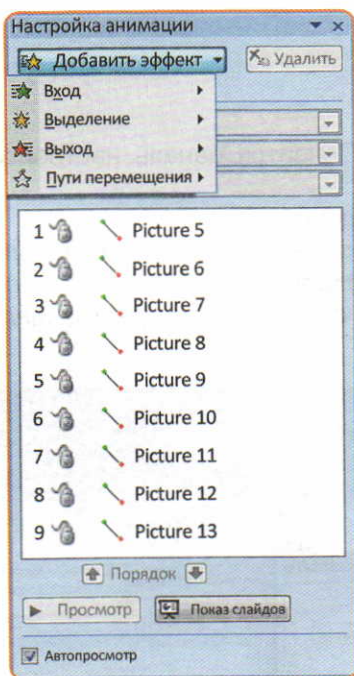 Настройка анимации
Добавить эффект
Удалить
Вход
Выделение
Выход
Пути перемещения
1 Picture 5
2 Picture 6
3 Picture 7
4 Picture 8
5 Picture 9
6 Picture 10
7 Picture 11
8 Picture 12
9 Picture 13
Порядок
Просмотр
Показ слайдов
Автопросмотр